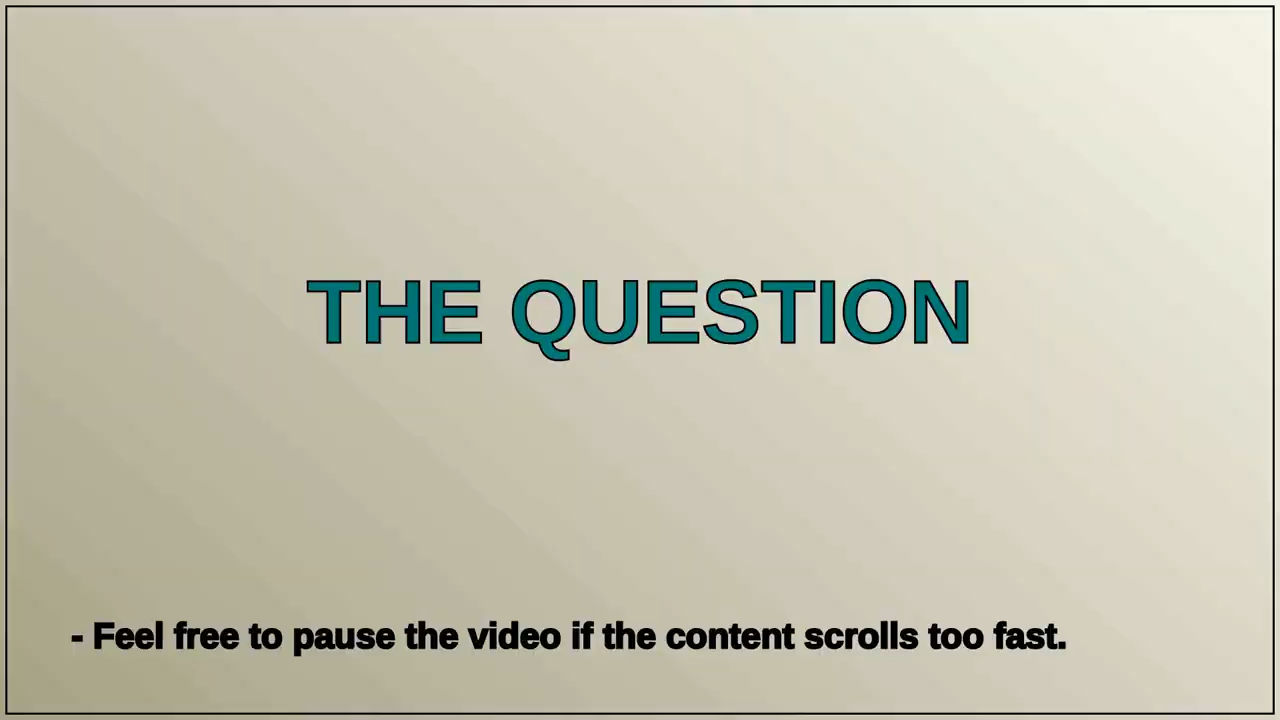 THE QUESTION
- Feel free to pause the video if the content scrolls too fast.